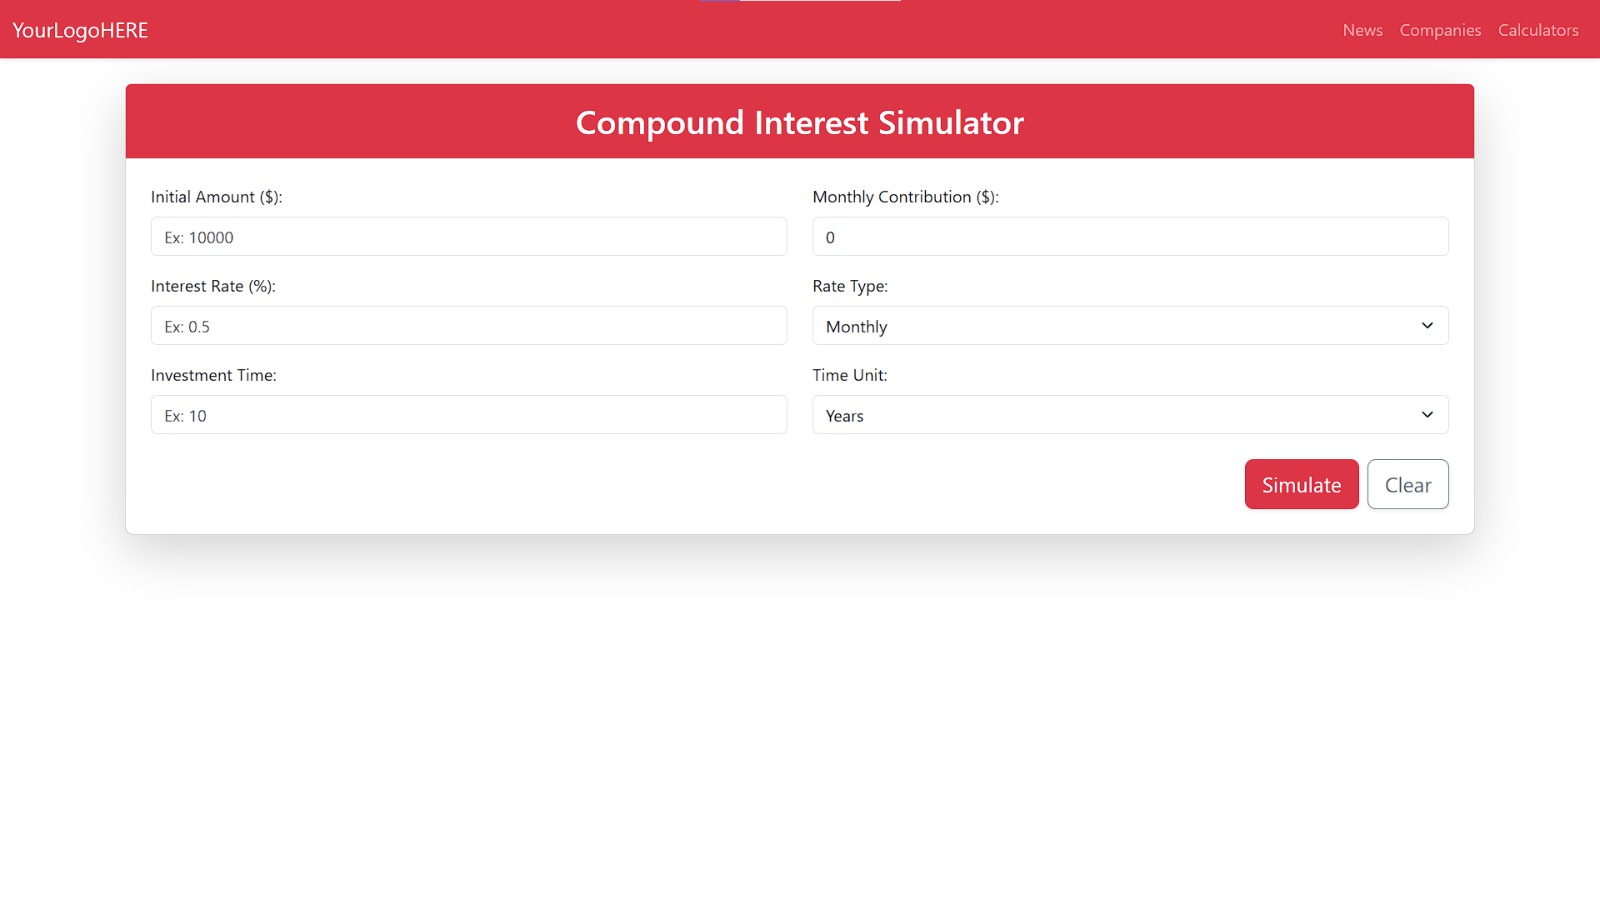 YourLogoHERE
News Companies Calculators
Compound Interest Simulator
Initial Amount ($):
Monthly Contribution ($):
Ex: 10000
0
Interest Rate (%):
Rate Type:
Ex: 0.5
Monthly
Investment Time:
Time Unit:
Ex: 10
Years
Simulate
Clear